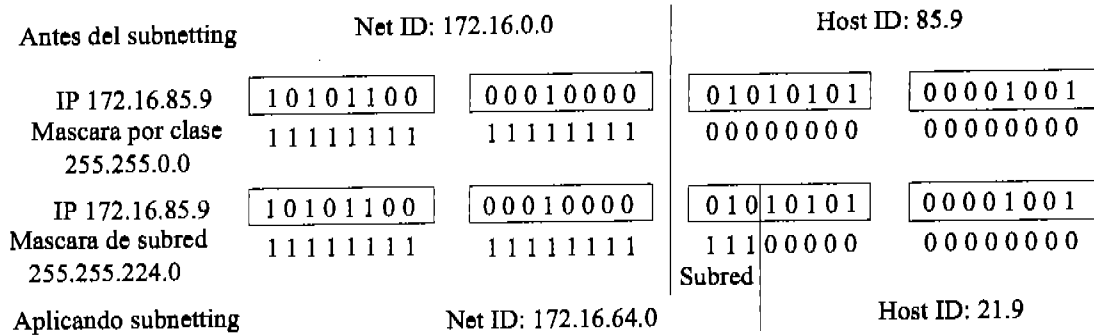 Antes del subnetting Net ID: 172.16.0.0 Host ID: 85.9
IP 172.16.85.9 10101100 00010000 01010101 00001001
Mascara por clase 11111111 11111111 00000000 00000000
255.255.0.0
IP 172.16.85.9 10101100 00010000 01010101 00001001
Mascara de subred 11111111 11111111 11100000 00000000
255.255.224.0 Subred
Aplicando subnetting Net ID: 172.16.64.0 Host ID: 21.9